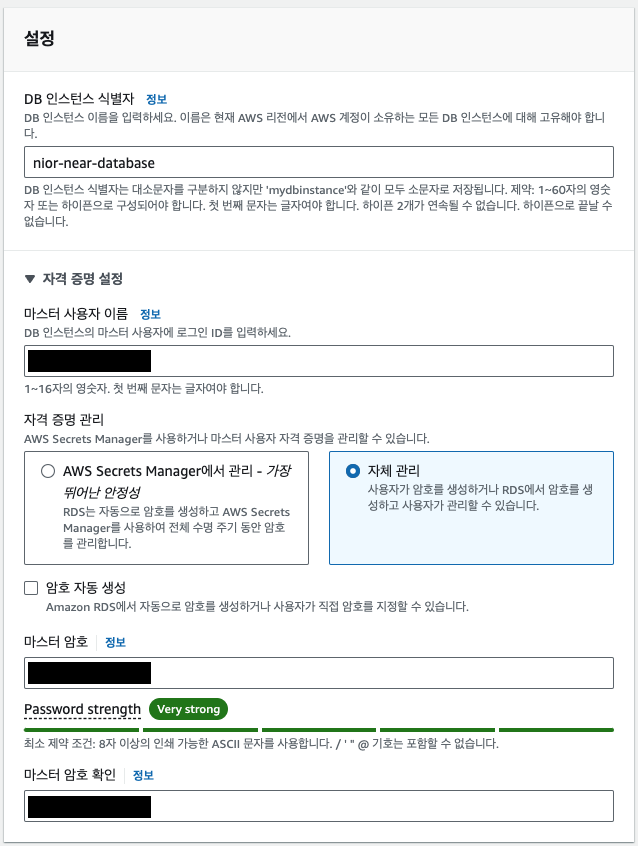 설정
DB 인스턴스 식별자 정보
DB 인스턴스 이름을 입력하세요. 이름은 현재 AWS 리전에서 AWS 계정이 소유하는 모든 DB 인스턴스에 대해 고유해야 합니
다.
nior-near-database
DB 인스턴스 식별자는 대소문자를 구분하지 않지만 'mydbinstance'와 같이 모두 소문자로 저장됩니다. 제약: 1~60자의 영숫
자 또는 하이픈으로 구성되어야 합니다. 첫 번째 문자는 글자여야 합니다. 하이픈 2개가 연속될 수 없습니다. 하이픈으로 끝날 수
없습니다.
▼ 자격 증명 설정
마스터 사용자 이름 정보
DB 인스턴스의 마스터 사용자에 로그인 ID를 입력하세요.
1~16자의 영숫자. 첫 번째 문자는 글자여야 합니다.
자격 증명 관리
AWS Secrets Manager를 사용하거나 마스터 사용자 자격 증명을 관리할 수 있습니다.
AWS Secrets Manager에서 관리 - 가장
뛰어난 안정성
RDS는 자동으로 암호를 생성하고 AWS Secrets
Manager를 사용하여 전체 수명 주기 동안 암호
를 관리합니다.
자체 관리
사용자가 암호를 생성하거나 RDS에서 암호를 생
성하고 사용자가 관리할 수 있습니다.
암호 자동 생성
Amazon RDS에서 자동으로 암호를 생성하거나 사용자가 직접 암호를 지정할 수 있습니다.
마스터 암호 정보
Password strength Very strong
최소 제약 조건: 8자 이상의 인쇄 가능한 ASCII 문자를 사용합니다. / ' " @ 기호는 포함할 수 없습니다.
마스터 암호 확인 정보